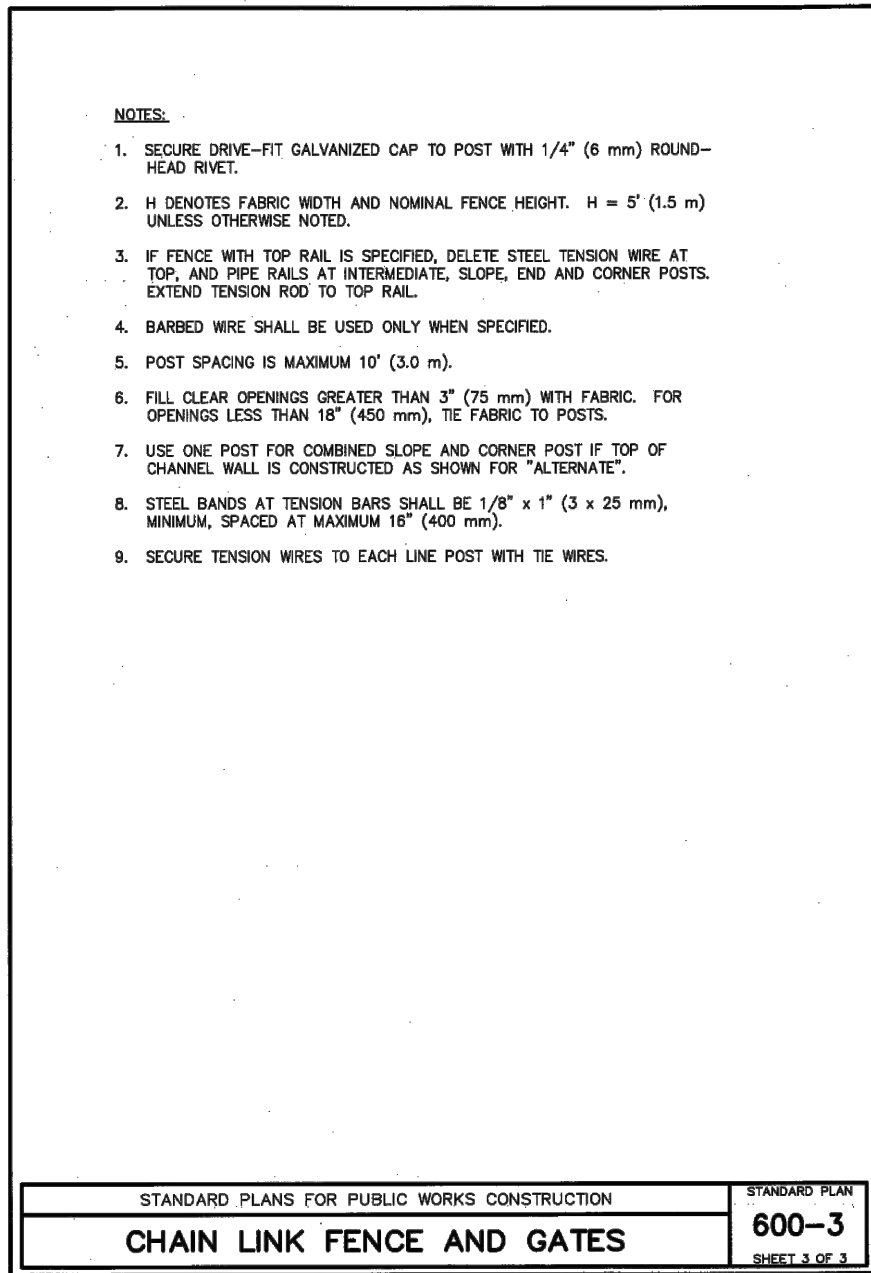 NOTES:
1. SECURE DRIVE-FIT GALVANIZED CAP TO POST WITH 1/4" (6 mm) ROUND-
HEAD RIVET.
2. H DENOTES FABRIC WIDTH AND NOMINAL FENCE HEIGHT. H = 5' (1.5 m)
UNLESS OTHERWISE NOTED.
3. IF FENCE WITH TOP RAIL IS SPECIFIED, DELETE STEEL TENSION WIRE AT
TOP, AND PIPE RAILS AT INTERMEDIATE, SLOPE, END AND CORNER POSTS.
EXTEND TENSION ROD TO TOP RAIL.
4. BARBED WIRE SHALL BE USED ONLY WHEN SPECIFIED.
5. POST SPACING IS MAXIMUM 10' (3.0 m).
6. FILL CLEAR OPENINGS GREATER THAN 3" (75 mm) WITH FABRIC. FOR
OPENINGS LESS THAN 18" (450 mm), TIE FABRIC TO POSTS.
7. USE ONE POST FOR COMBINED SLOPE AND CORNER POST IF TOP OF
CHANNEL WALL IS CONSTRUCTED AS SHOWN FOR "ALTERNATE".
8. STEEL BANDS AT TENSION BARS SHALL BE 1/8" x 1" (3 x 25 mm),
MINIMUM, SPACED AT MAXIMUM 16" (400 mm).
9. SECURE TENSION WIRES TO EACH LINE POST WITH TIE WIRES.
STANDARD PLANS FOR PUBLIC WORKS CONSTRUCTION
CHAIN LINK FENCE AND GATES
STANDARD PLAN
600-3
SHEET 3 OF 3